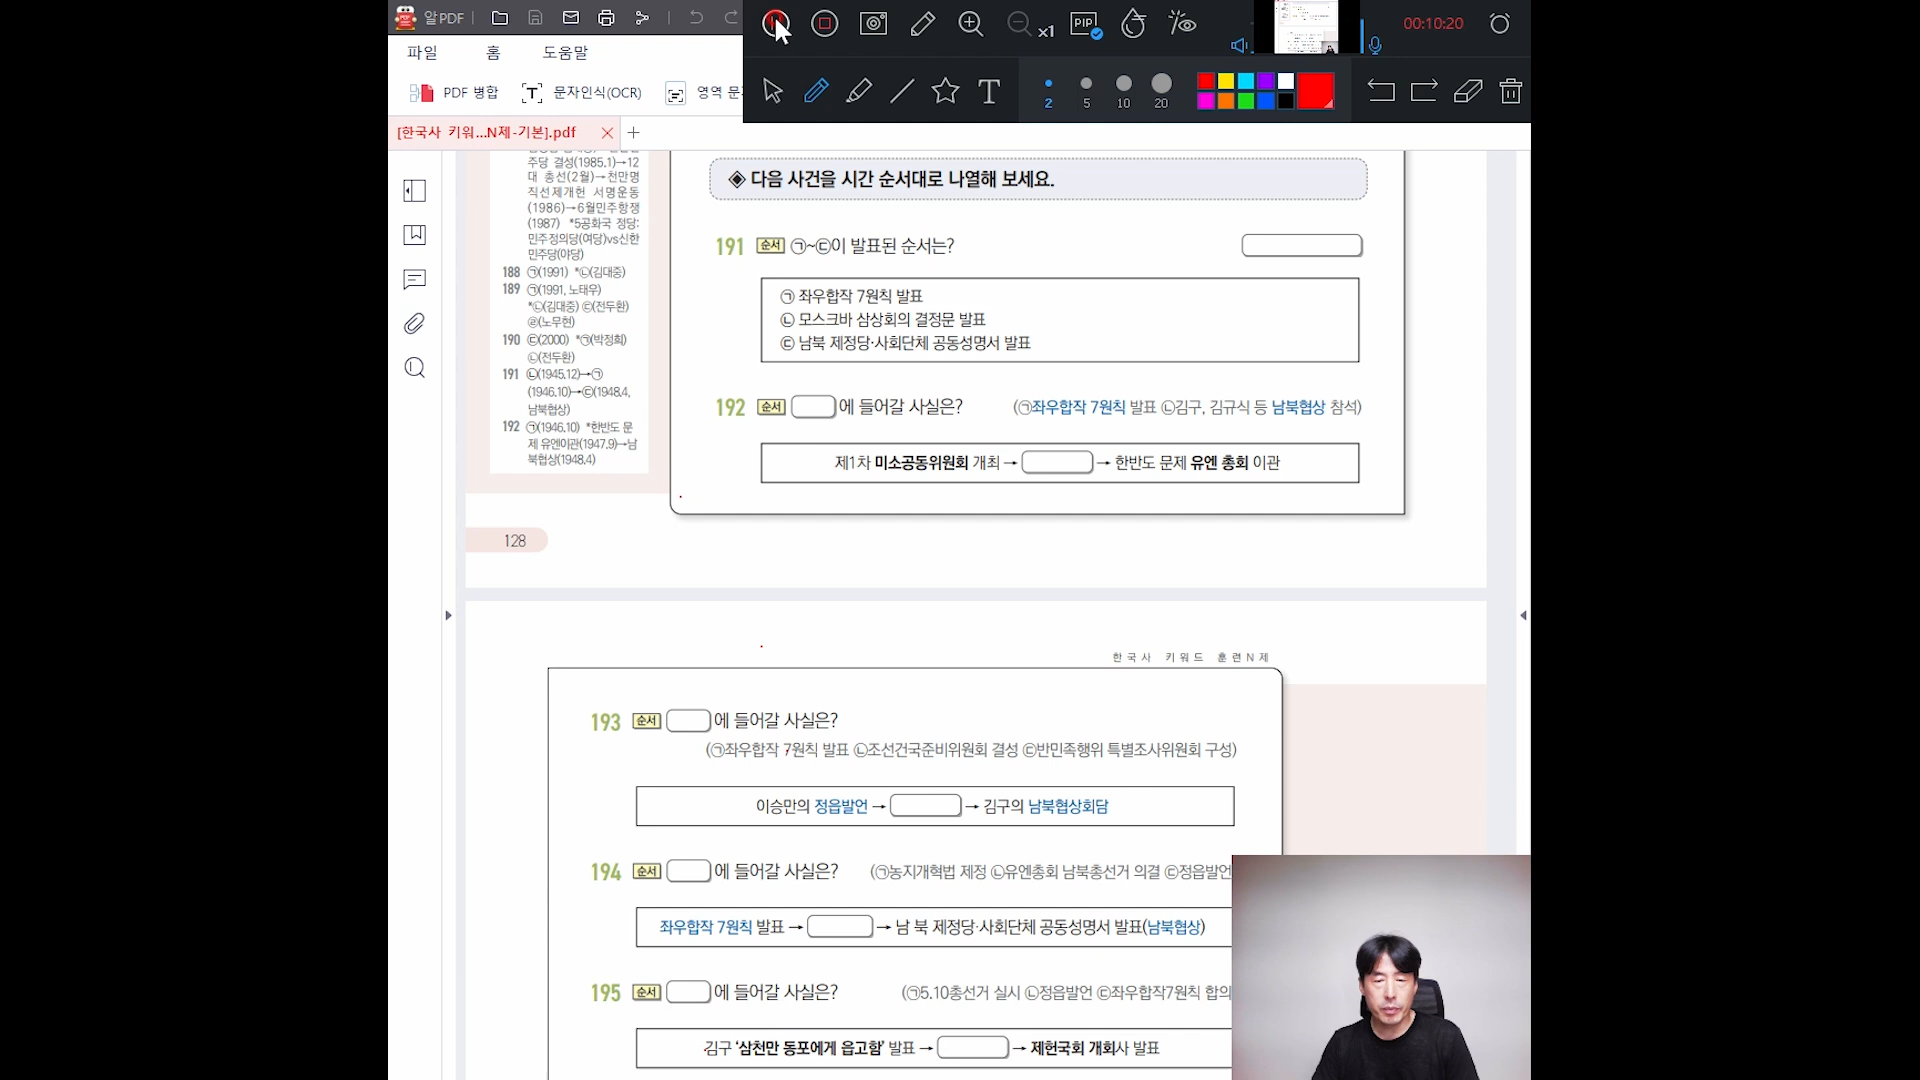 알PDF
x1
PIP
00:10:20
파일 홈 도움말
PDF 병합 문자인식(OCR) 영역 문
T
2 5 10 20
[한국사 키워...N제-기본].pdf
주당 결성(1985.1)→12
대 총선(2월)→천만명
직선제개헌 서명운동
(1986)→6월민주항쟁
(1987) *5공화국 정당:
민주정의당(여당)vs신한
민주당(야당)
188 ㉠(1991) *㉡(김대중)
189 ㉠(1991, 노태우)
*㉡(김대중) ㉢(전두환)
㉣(노무현)
190 ㉢(2000) *㉠(박정희)
㉡(전두환)
191 ㉡(1945.12)→㉠
(1946.10)→㉢(1948.4,
남북협상)
192 ㉠(1946.10) *한반도 문
제 유엔이관(1947.9)→남
북협상(1948.4)
128
◈ 다음 사건을 시간 순서대로 나열해 보세요.
191 순서 ㉠~㉢이 발표된 순서는?
㉠ 좌우합작 7원칙 발표
㉡ 모스크바 삼상회의 결정문 발표
㉢ 남북 제정당·사회단체 공동성명서 발표
192 순서 에 들어갈 사실은? (㉠좌우합작 7원칙 발표 ㉡김구, 김규식 등 남북협상 참석)
제1차 미소공동위원회 개최 → → 한반도 문제 유엔 총회 이관
한국사 키워드 훈련N제
193 순서 에 들어갈 사실은?
(㉠좌우합작 7원칙 발표 ㉡조선건국준비위원회 결성 ㉢반민족행위 특별조사위원회 구성)
이승만의 정읍발언 → → 김구의 남북협상회담
194 순서 에 들어갈 사실은? (㉠농지개혁법 제정 ㉡유엔총회 남북총선거 의결 ㉢정읍발언
좌우합작 7원칙 발표 → → 남 북 제정당·사회단체 공동성명서 발표(남북협상)
195 순서 에 들어갈 사실은? (㉠5.10총선거 실시 ㉡정읍발언 ㉢좌우합작7원칙 합의
김구 ‘삼천만 동포에게 읍고함’ 발표 → → 제헌국회 개회사 발표